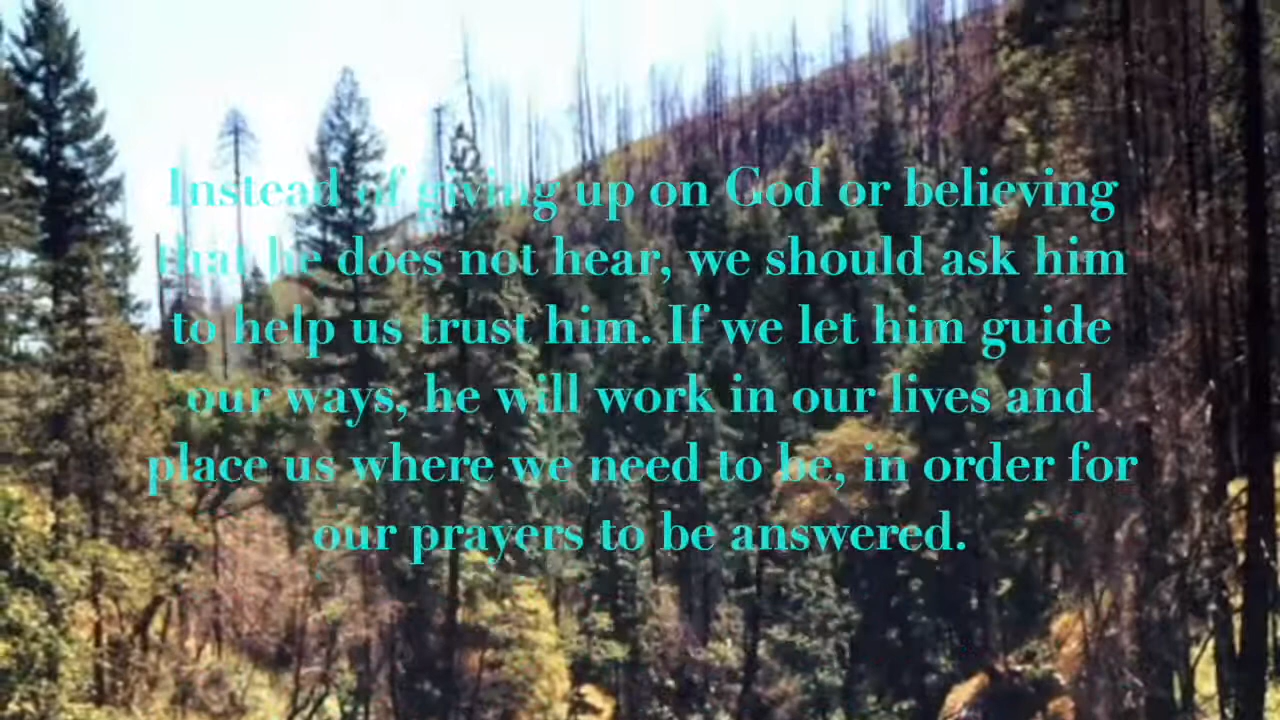 Instead of giving up on God or believing
that he does not hear, we should ask him
to help us trust him. If we let him guide
our ways, he will work in our lives and
place us where we need to be, in order for
our prayers to be answered.